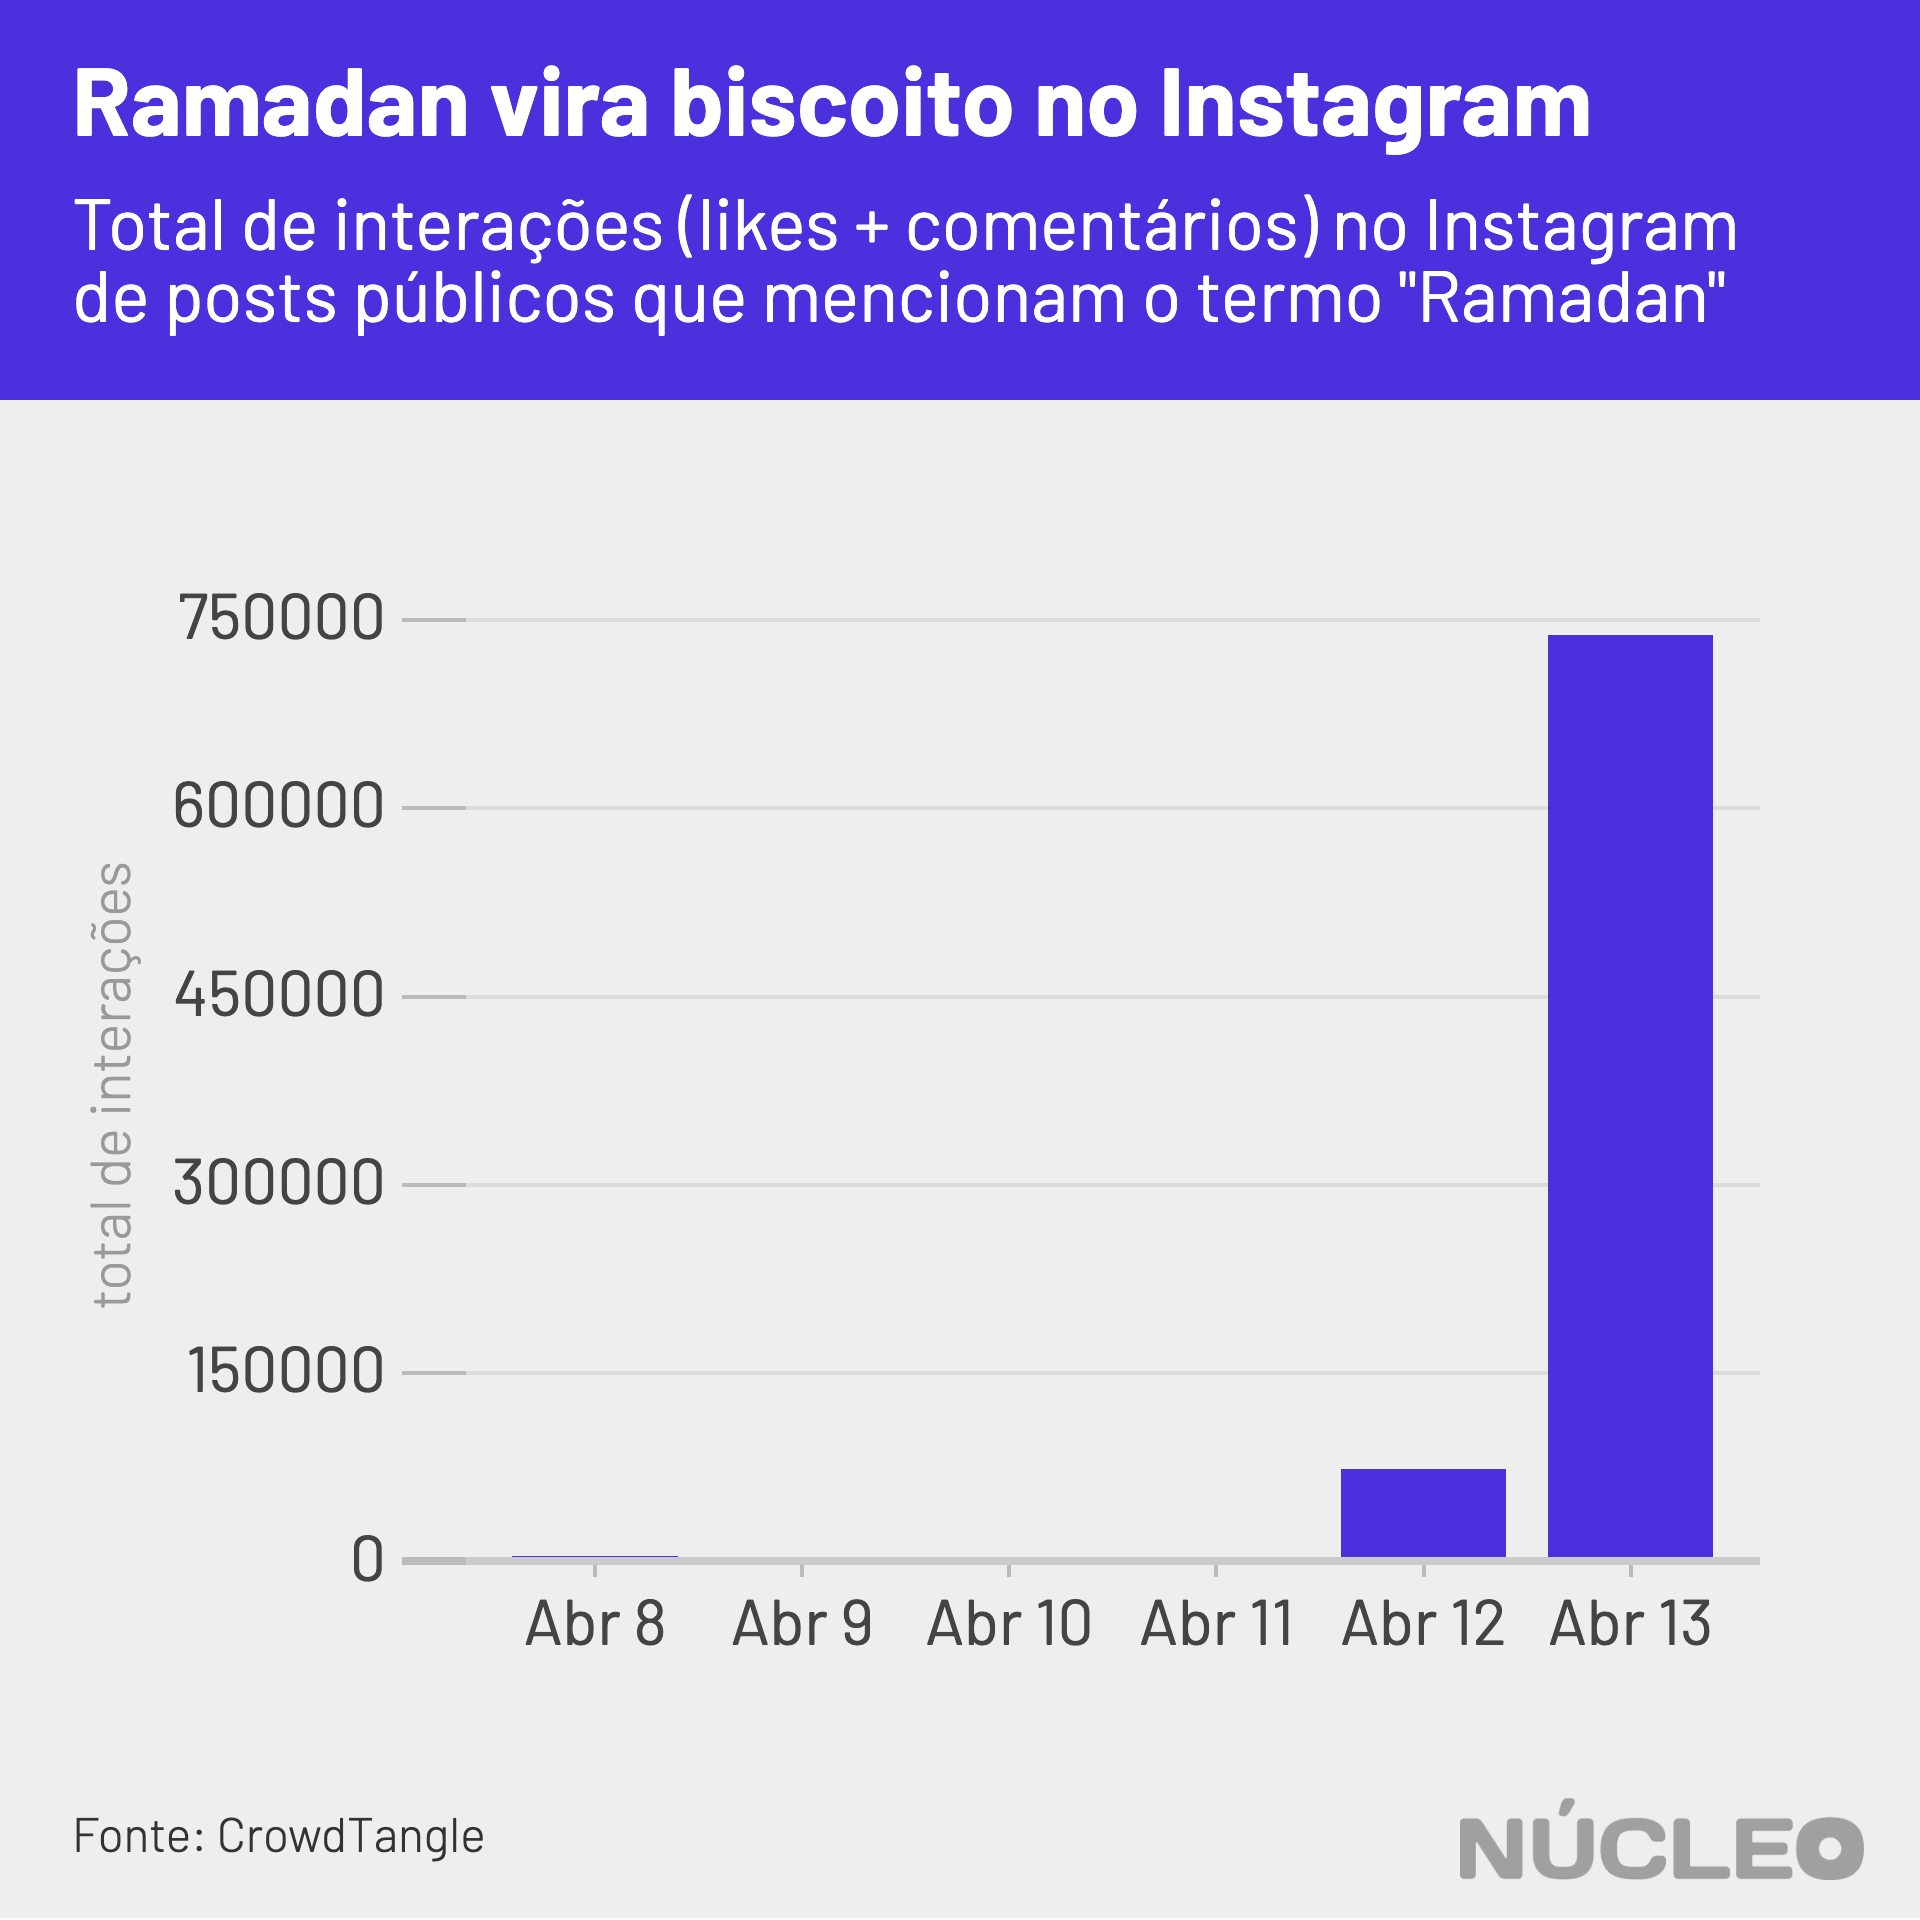 Ramadan vira biscoito no Instagram
Total de interações (likes + comentários) no Instagram
de posts públicos que mencionam o termo "Ramadan"
total de interações
750000
600000
450000
300000
150000
0
Abr 8 Abr 9 Abr 10 Abr 11 Abr 12 Abr 13
Fonte: CrowdTangle
NÚCLEO